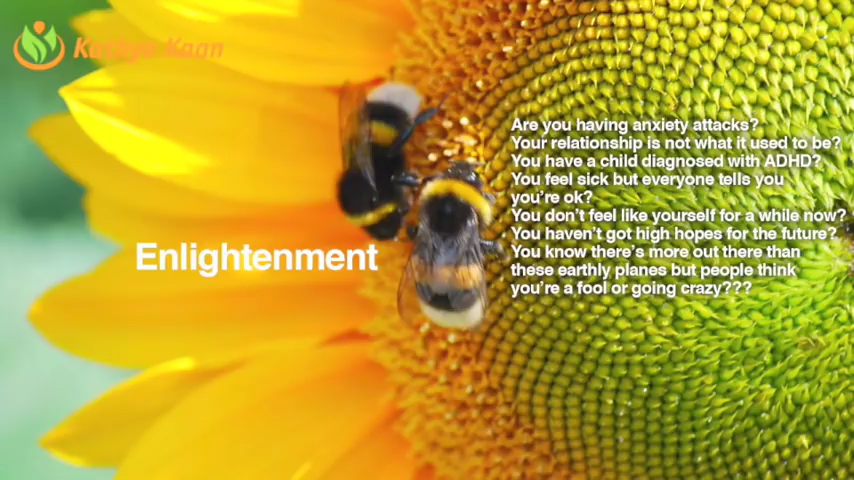 Kaan
Are you having anxiety attacks?
Your relationship is not what it used to be?
You have a child diagnosed with ADHD?
You feel sick but everyone tells you
you're ok?
You don't feel like yourself for a while now?
You haven't got high hopes for the future?
You know there's more out there than
these earthly planes but people think
you're a fool or going crazy???
Enlightenment